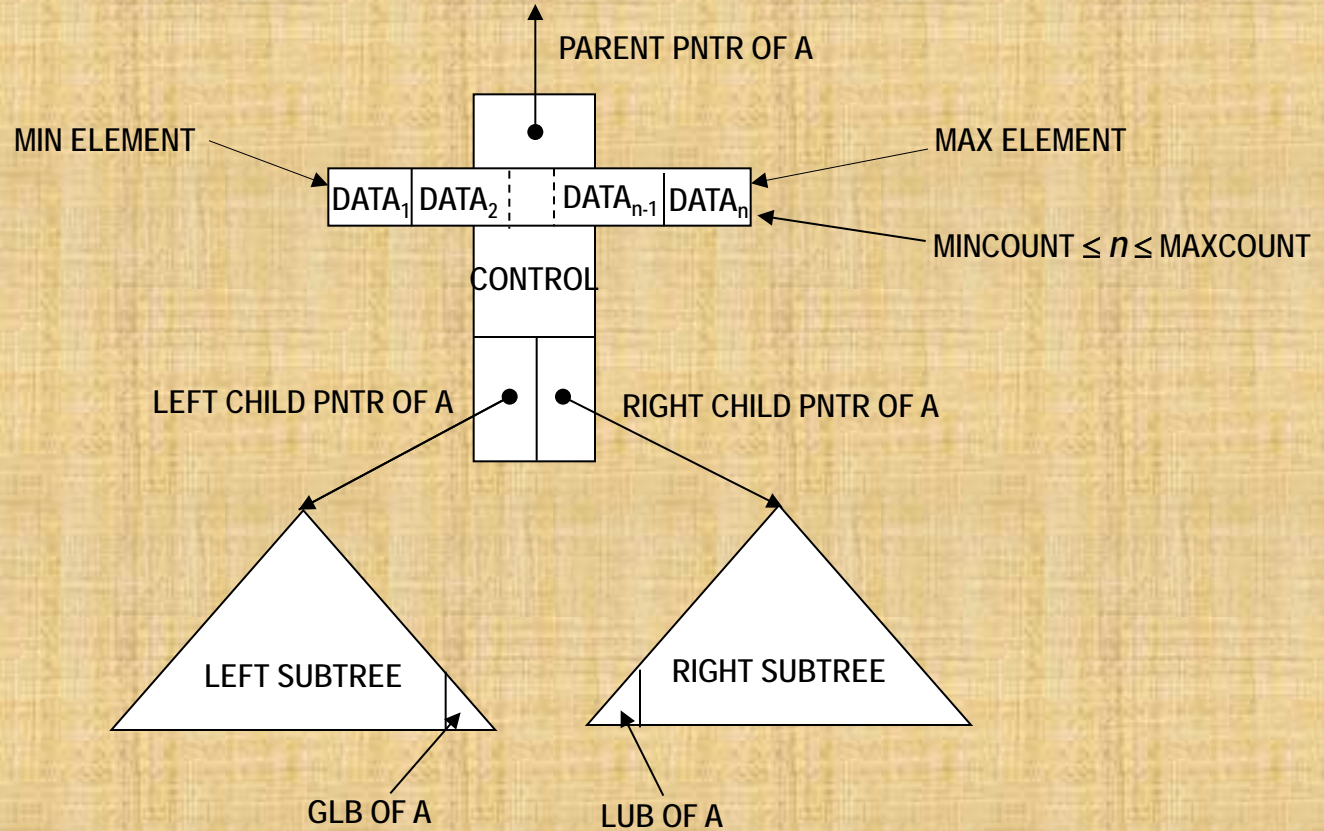 PARENT PNTR OF A
MIN ELEMENT
MAX ELEMENT
DATA₁ DATA₂ DATAₙ₋₁ DATAₙ
MINCOUNT ≤ n ≤ MAXCOUNT
CONTROL
LEFT CHILD PNTR OF A
RIGHT CHILD PNTR OF A
LEFT SUBTREE
RIGHT SUBTREE
GLB OF A
LUB OF A